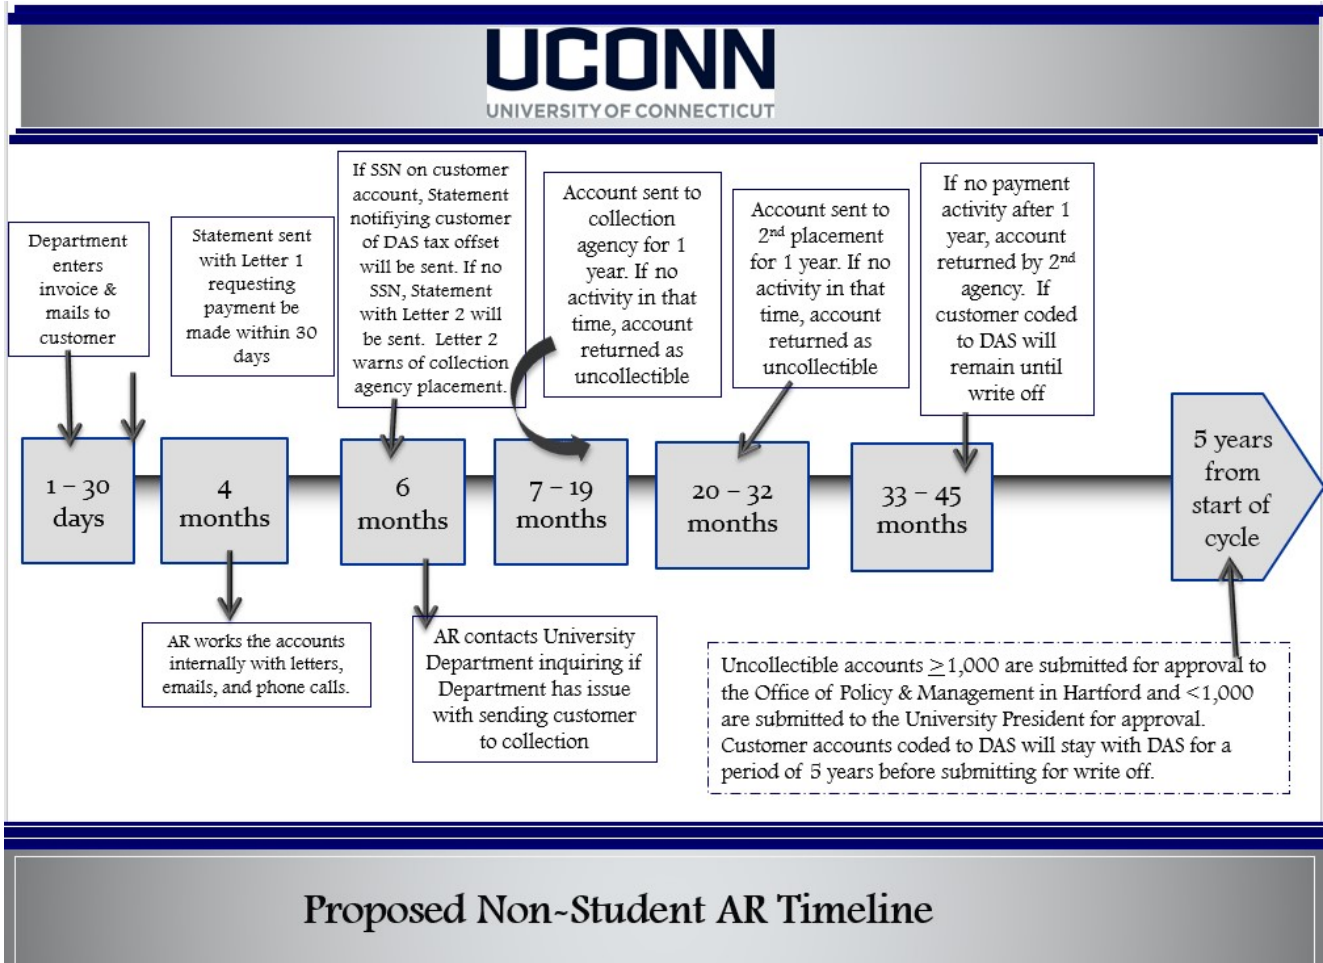 UCONN
UNIVERSITY OF CONNECTICUT
Department
enters
invoice &
mails to
customer
Statement sent
with Letter 1
requesting
payment be
made within 30
days
If SSN on customer
account, Statement
notifiying customer
of DAS tax offset
will be sent. If no
SSN, Statement
with Letter 2 will
be sent. Letter 2
warns of collection
agency placement.
Account sent to
collection
agency for 1
year. If no
activity in that
time, account
returned as
uncollectible
Account sent to
2nd placement
for 1 year. If no
activity in that
time, account
returned as
uncollectible
If no payment
activity after 1
year, account
returned by 2nd
agency. If
customer coded
to DAS will
remain until
write off
1 – 30
days
4
months
6
months
7 – 19
months
20 – 32
months
33 – 45
months
5 years
from
start of
cycle
AR works the accounts
internally with letters,
emails, and phone calls.
AR contacts University
Department inquiring if
Department has issue
with sending customer
to collection
Uncollectible accounts ≥1,000 are submitted for approval to
the Office of Policy & Management in Hartford and <1,000
are submitted to the University President for approval.
Customer accounts coded to DAS will stay with DAS for a
period of 5 years before submitting for write off.
Proposed Non-Student AR Timeline